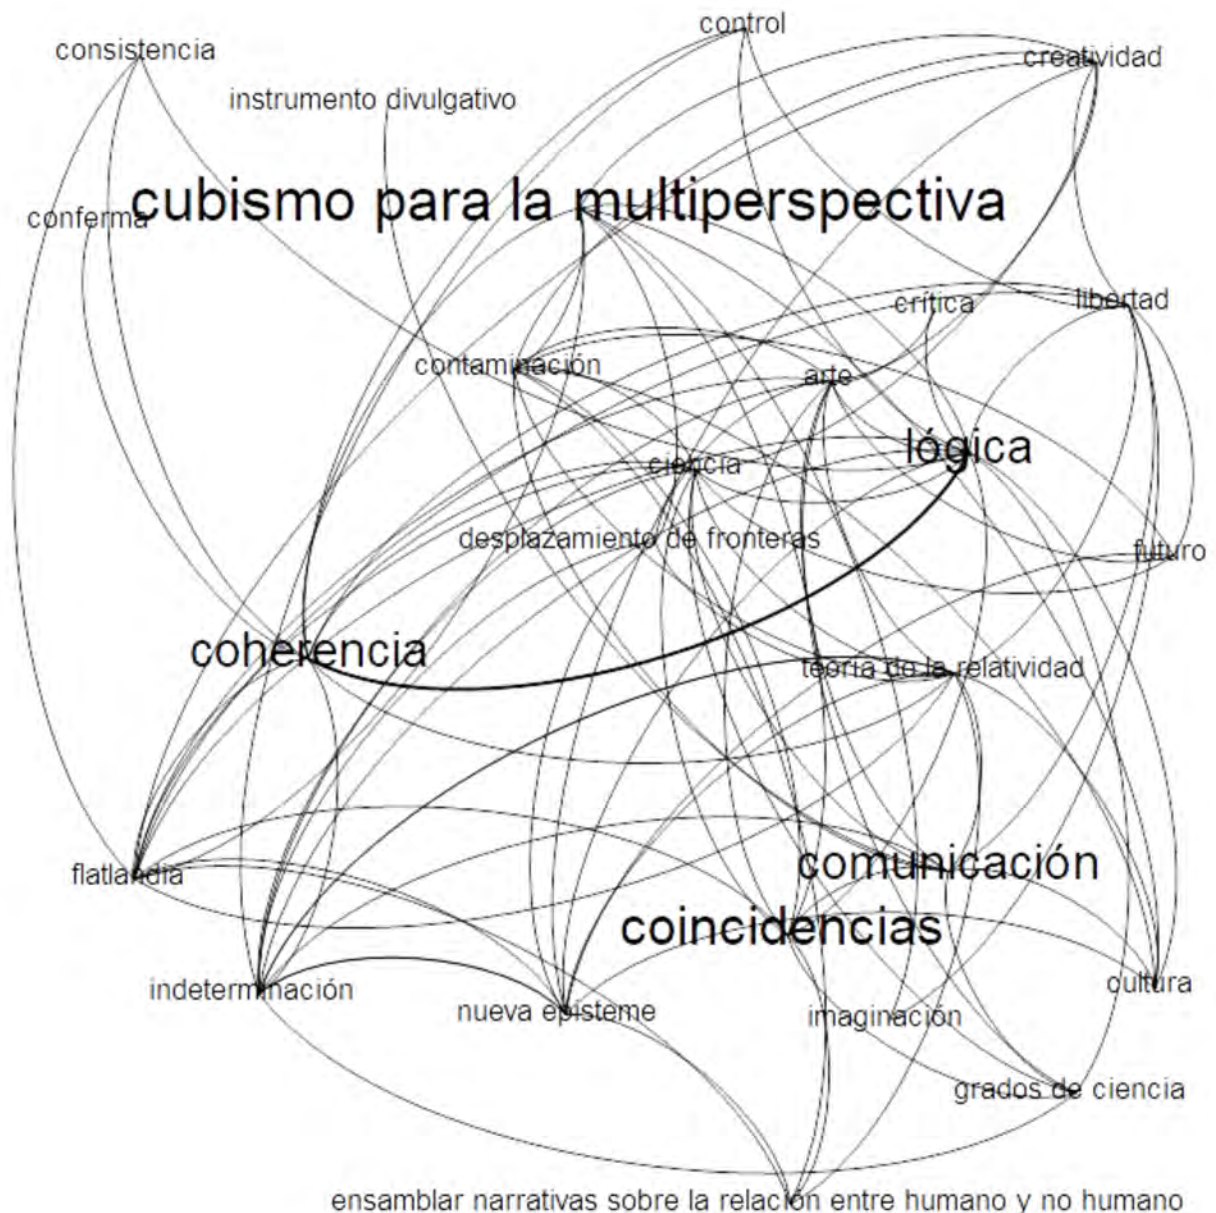 control
consistencia
creatividad
instrumento divulgativo
cubismo para la multiperspectiva
conferma
crítica
libertad
contaminación
arte
lógica
ciencia
desplazamiento de fronteras
futuro
coherencia
teoría de la relatividad
comunicación
flatlandia
coincidencias
cultura
indeterminación
nueva episteme
imaginación
grados de ciencia
ensamblar narrativas sobre la relación entre humano y no humano